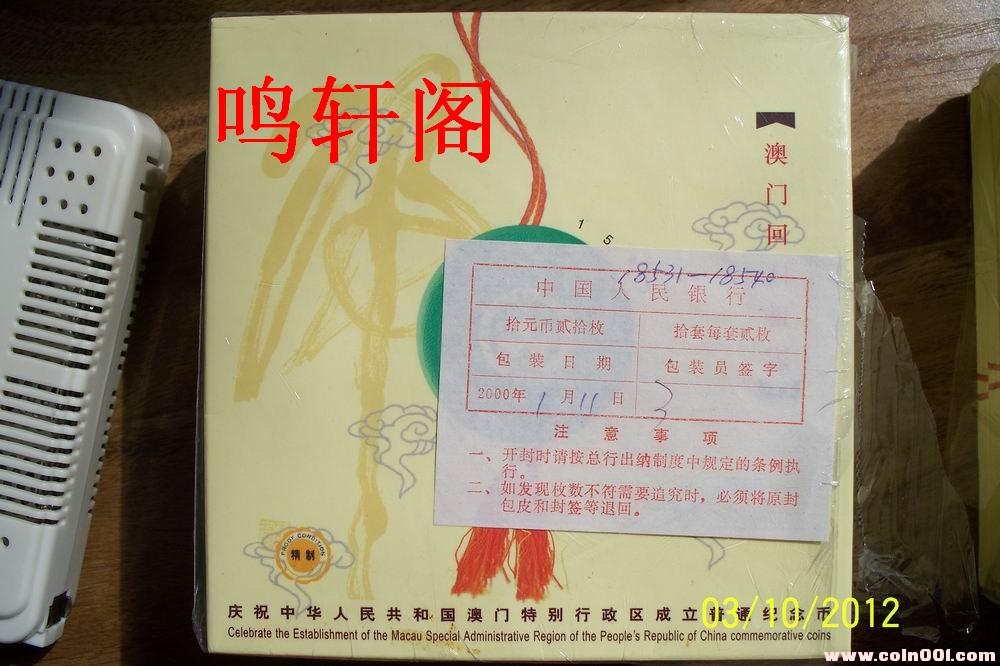 鸣轩阁
澳门回
1 5
18531-18540
中国人民银行
拾元币贰拾枚
拾套每套贰枚
包装日期
包装员签字
2000年1月11日
注意事项
一、开封时请按总行出纳制度中规定的条例执
行。
二、如发现枚数不符需要追究时，必须将原封
包皮和封签等退回。
PROOF CONDITION
精制
庆祝中华人民共和国澳门特别行政区成立普通纪念币
Celebrate the Establishment of the Macau Special Administrative Region of the People's Republic of China commemorative coins
03/10/2012
www.coin001.com